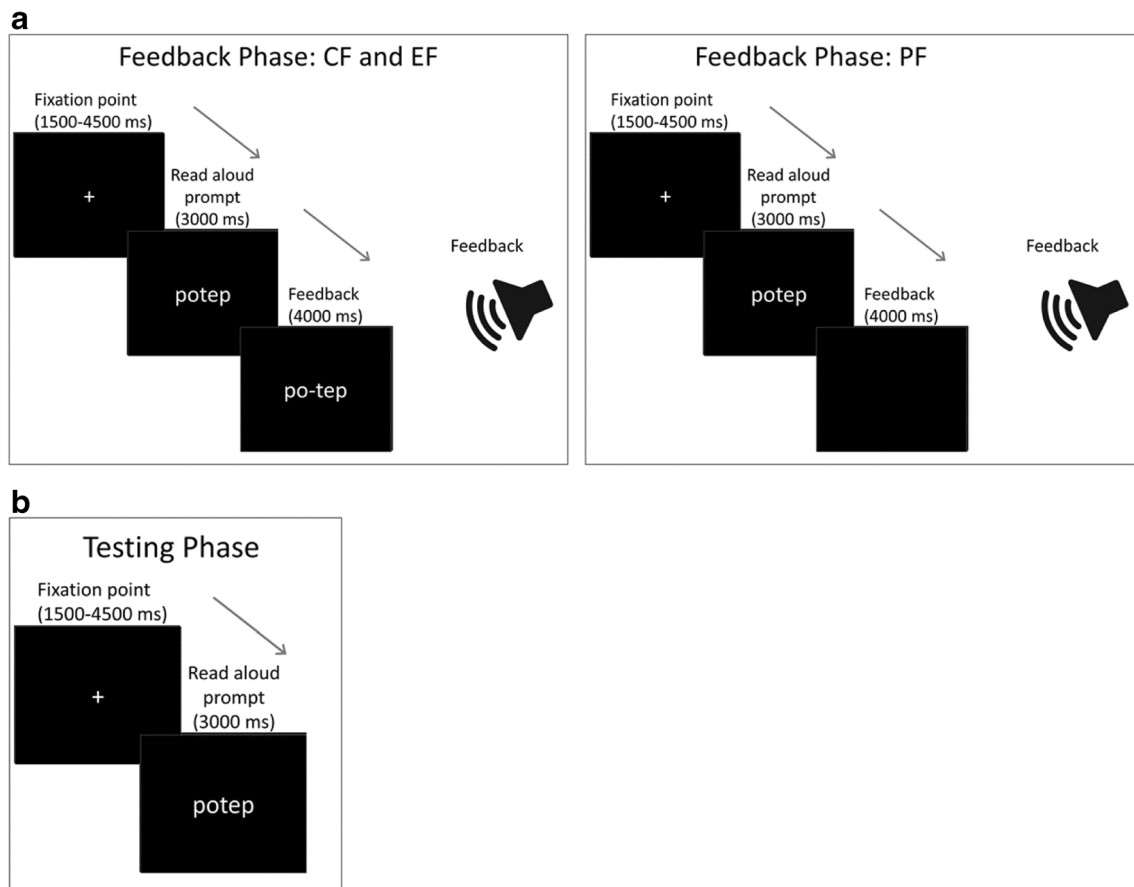 a
Feedback Phase: CF and EF
Fixation point
(1500-4500 ms)
+
Read aloud
prompt
(3000 ms)
potep
Feedback
(4000 ms)
po-tep
Feedback
Feedback Phase: PF
Fixation point
(1500-4500 ms)
+
Read aloud
prompt
(3000 ms)
potep
Feedback
(4000 ms)
Feedback
b
Testing Phase
Fixation point
(1500-4500 ms)
+
Read aloud
prompt
(3000 ms)
potep